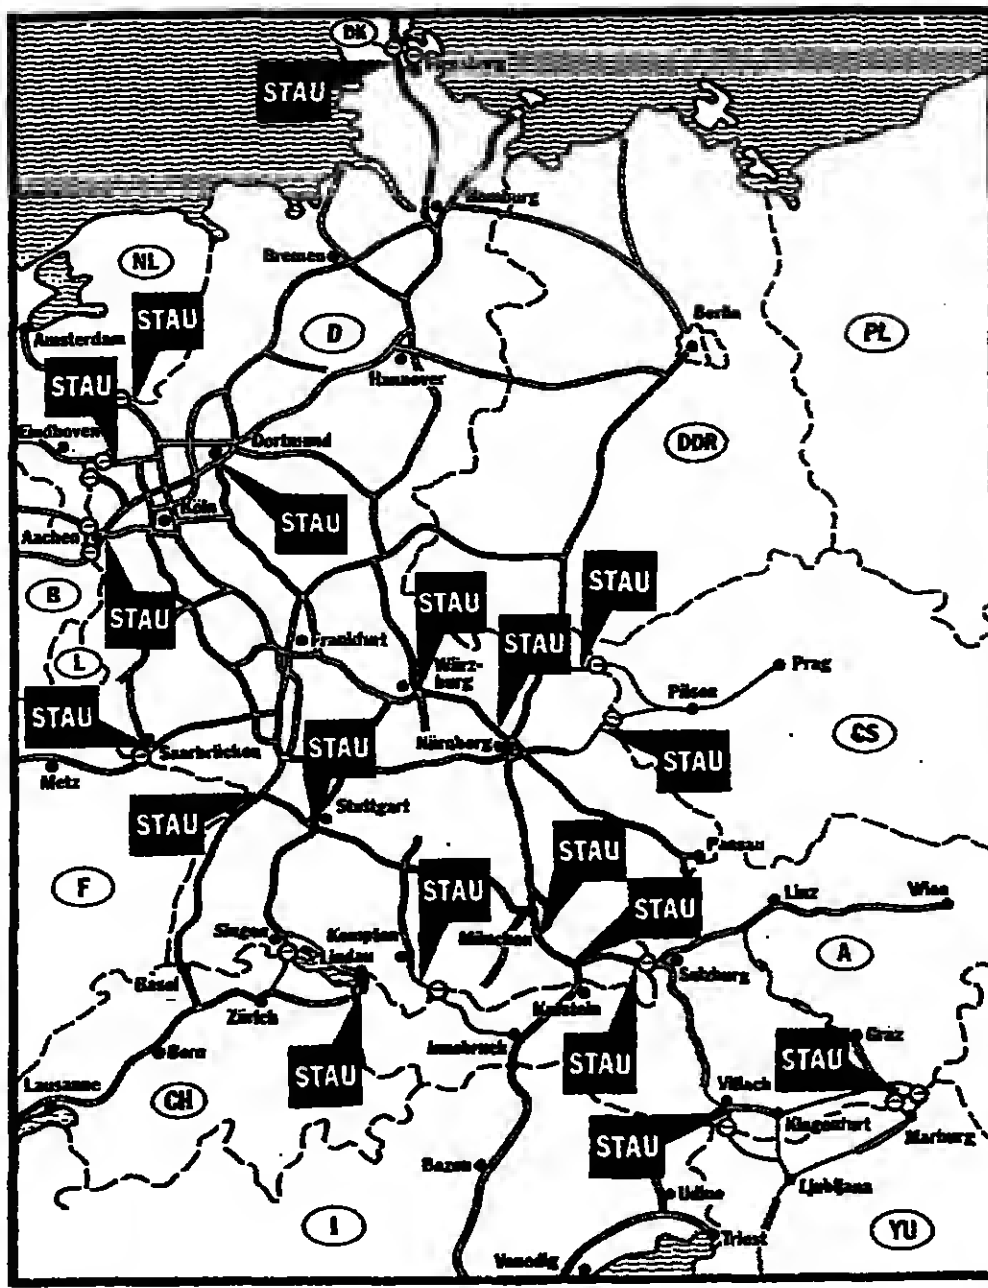 DK
STAU
Hamburg
Bremen
NL
STAU
Amsterdam
D
Berlin
PL
STAU
Hannover
Eindhoven
Dortmund
DDR
Köln
STAU
Aachen
STAU
STAU
B
STAU
STAU
L
Frankfurt
Würz-
burg
Prag
Pilsen
STAU
STAU
Nürnberg
CS
Saarbrücken
STAU
Metz
STAU
Stuttgart
Passau
STAU
F
STAU
Linz
Wien
STAU
Singen
Kempten
München
A
Lindau
Salzburg
Basel
Zürich
Kufstein
Innsbruck
Graz
Bern
STAU
STAU
STAU
Lausanne
CH
Villach
Klagenfurt
Marburg
STAU
Bozen
Udine
Ljubljana
I
Triest
YU
Venedig